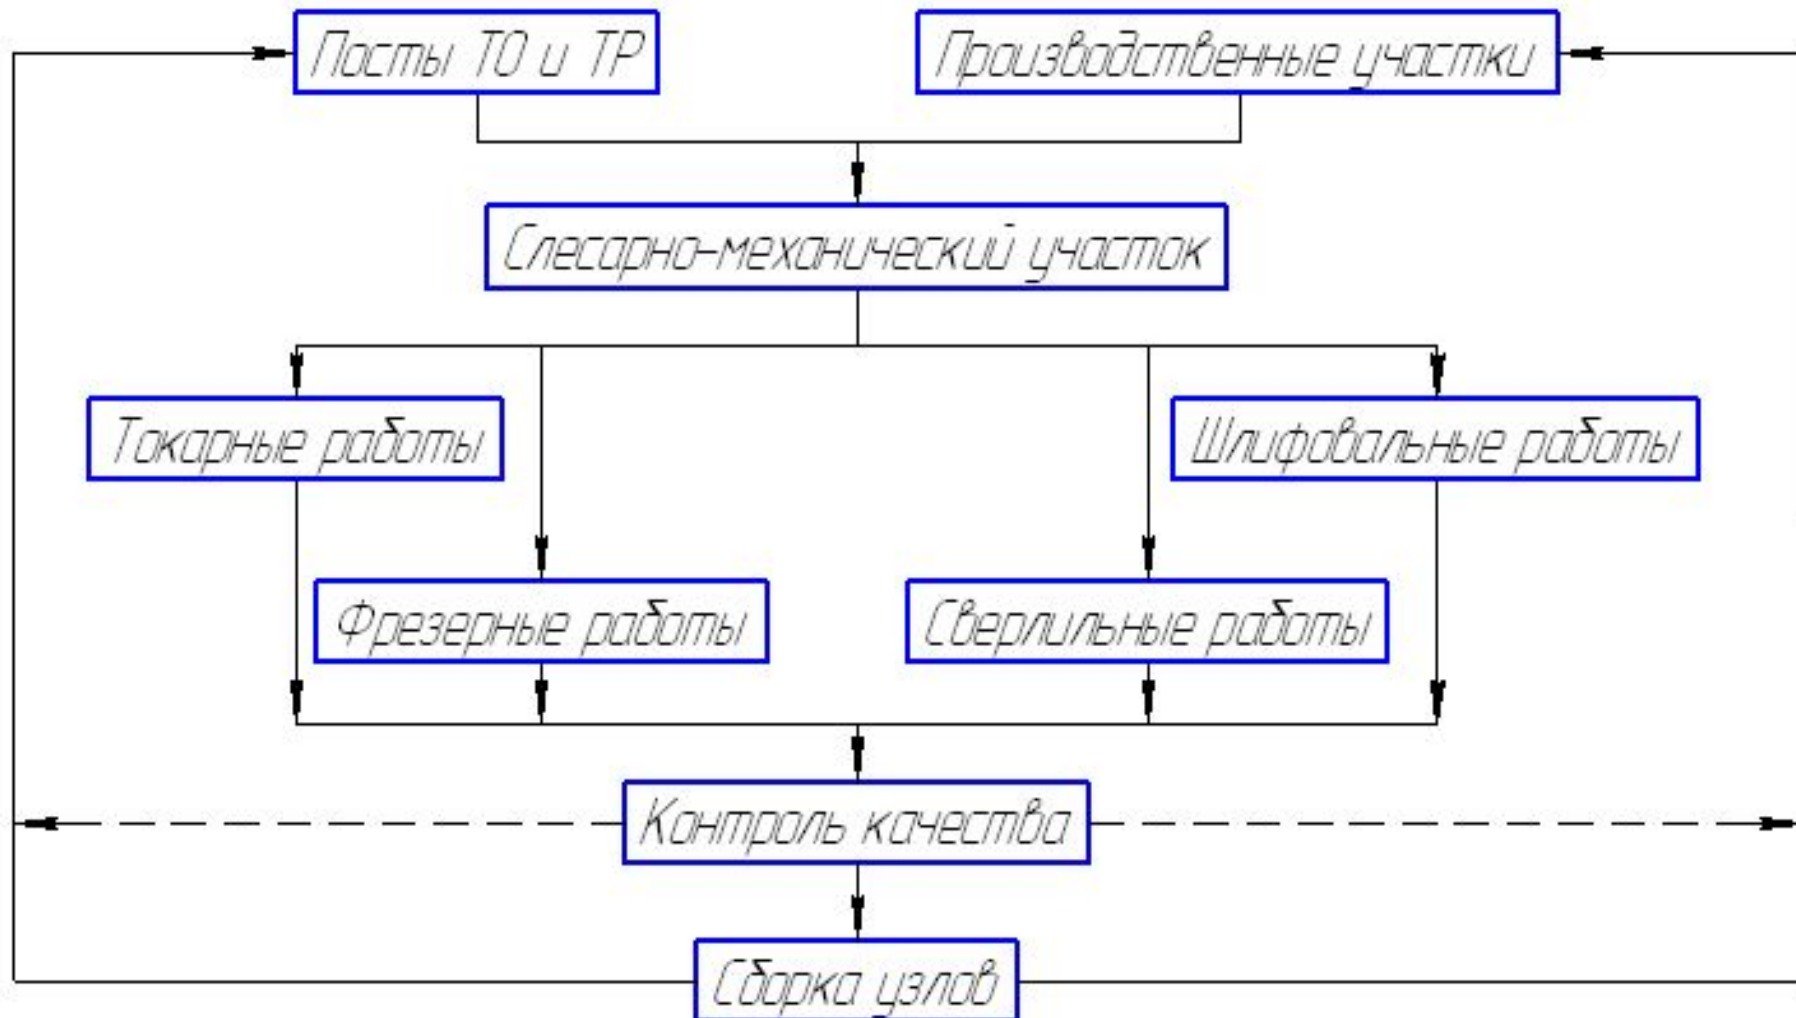 Посты ТО и ТР
Производственные участки
Слесарно-механический участок
Токарные работы
Шлифовальные работы
Фрезерные работы
Сверлильные работы
Контроль качества
Сборка узлов